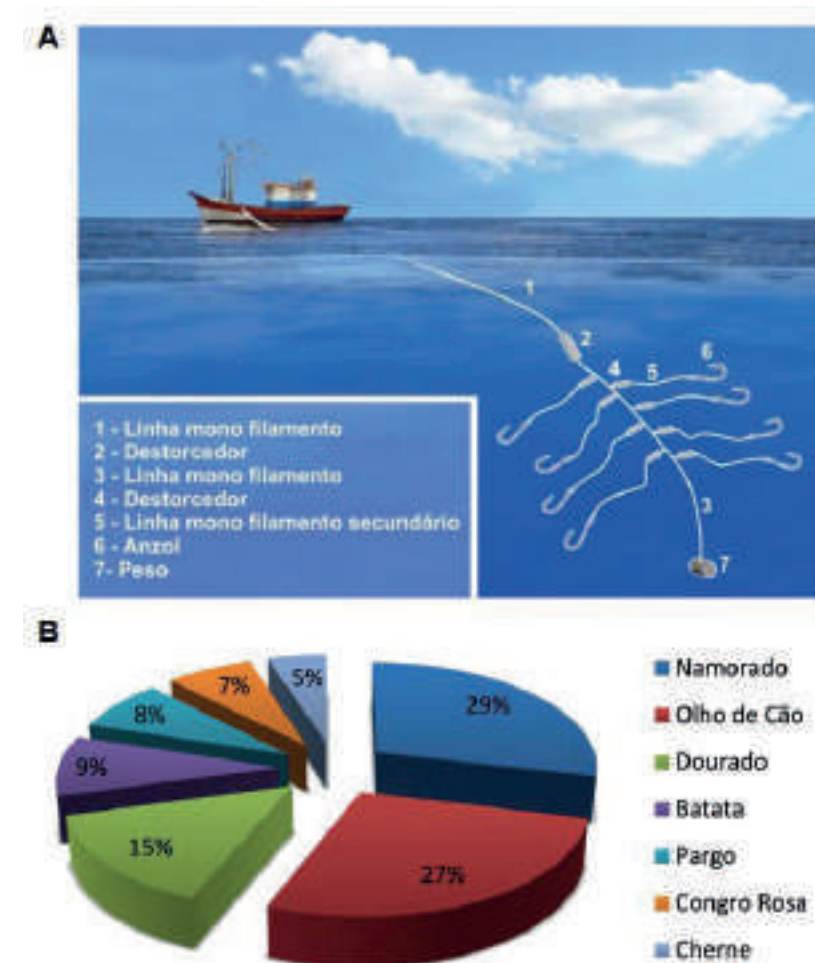 A
1
2
6
4
5
3
7
1 - Linha mono filamento
2 - Destorcedor
3 - Linha mono filamento
4 - Destorcedor
5 - Linha mono filamento secundário
6 - Anzol
7- Peso
B
29%
27%
15%
9%
8%
7%
5%
Namorado
Olho de Cão
Dourado
Batata
Pargo
Congro Rosa
Cherne